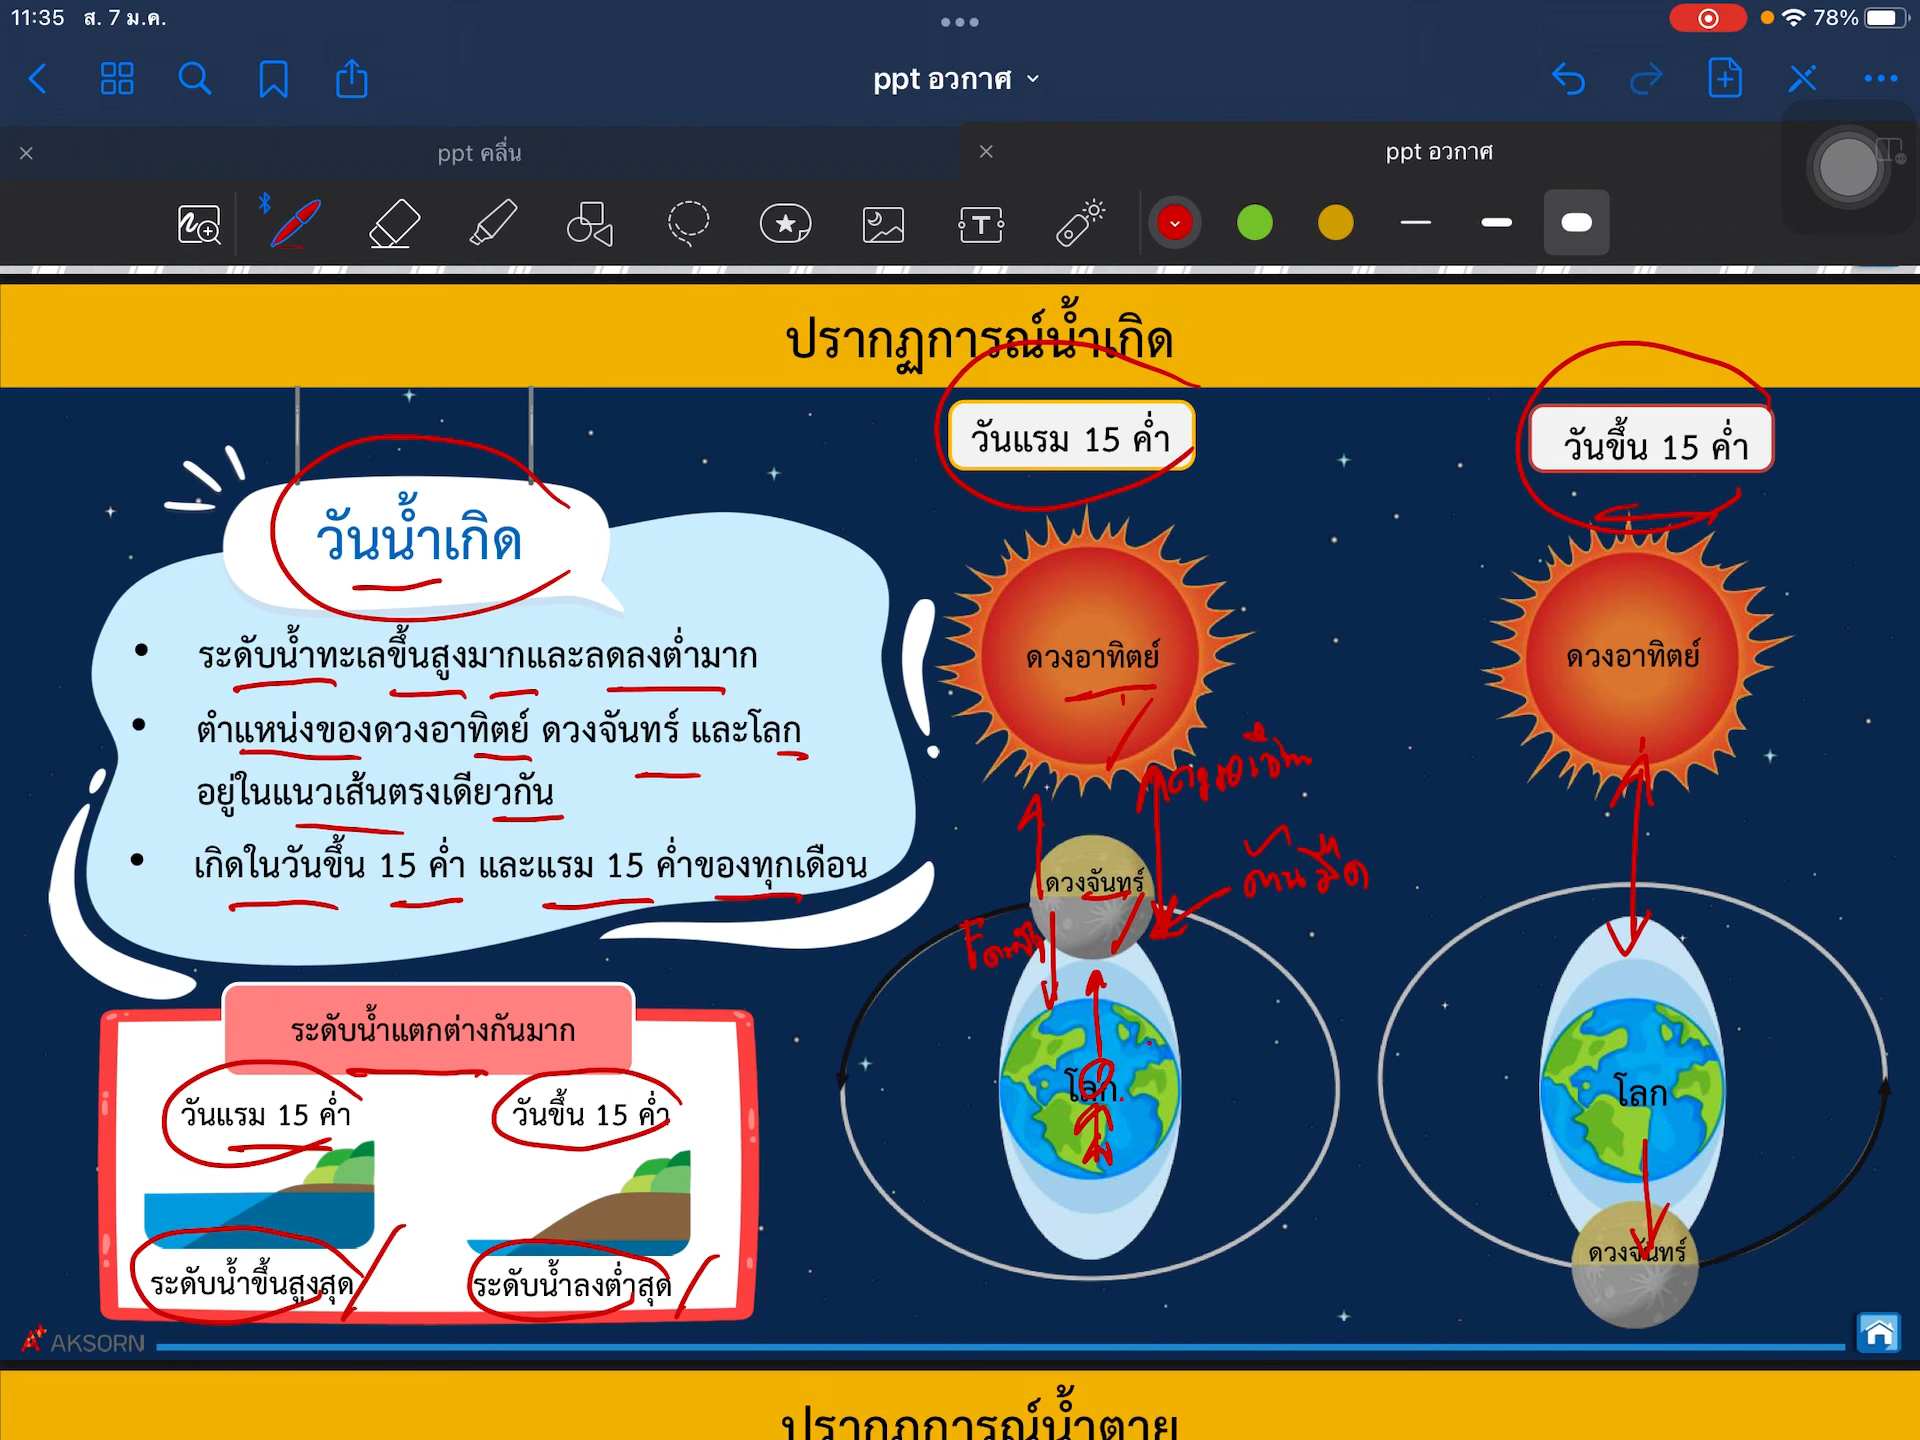 11:35 ส. 7 ม.ค.
78%
ppt อวกาศ
ppt คลื่น
ppt อวกาศ
T
ปรากฏการณ์น้ำเกิด
วันน้ำเกิด
• ระดับน้ำทะเลขึ้นสูงมากและลดลงต่ำมาก
• ตำแหน่งของดวงอาทิตย์ ดวงจันทร์ และโลก
อยู่ในแนวเส้นตรงเดียวกัน
• เกิดในวันขึ้น 15 ค่ำ และแรม 15 ค่ำของทุกเดือน
ระดับน้ำแตกต่างกันมาก
วันแรม 15 ค่ำ
วันขึ้น 15 ค่ำ
ระดับน้ำขึ้นสูงสุด
ระดับน้ำลงต่ำสุด
วันแรม 15 ค่ำ
ดวงอาทิตย์
ดวงจันทร์
ด้านมืด
โลก
วันขึ้น 15 ค่ำ
ดวงอาทิตย์
โลก
ดวงจันทร์
AKSORN
ปรากฏการณ์น้ำตาย